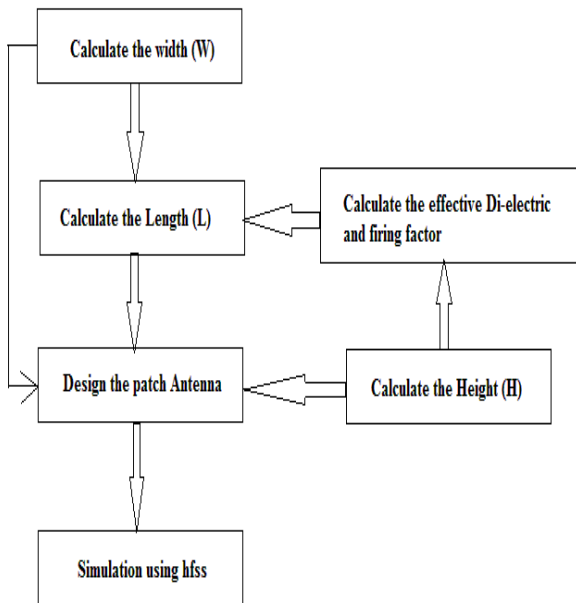 Calculate the width (W)
Calculate the Length (L)
Calculate the effective Di-electric
and firing factor
Design the patch Antenna
Calculate the Height (H)
Simulation using hfss